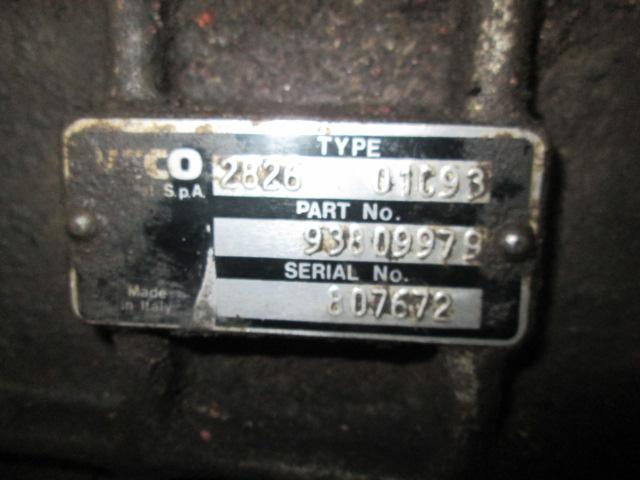 TYPE
2826 01C93
S.p.A.
PART No.
93809979
SERIAL No.
807672
Made
in Italy